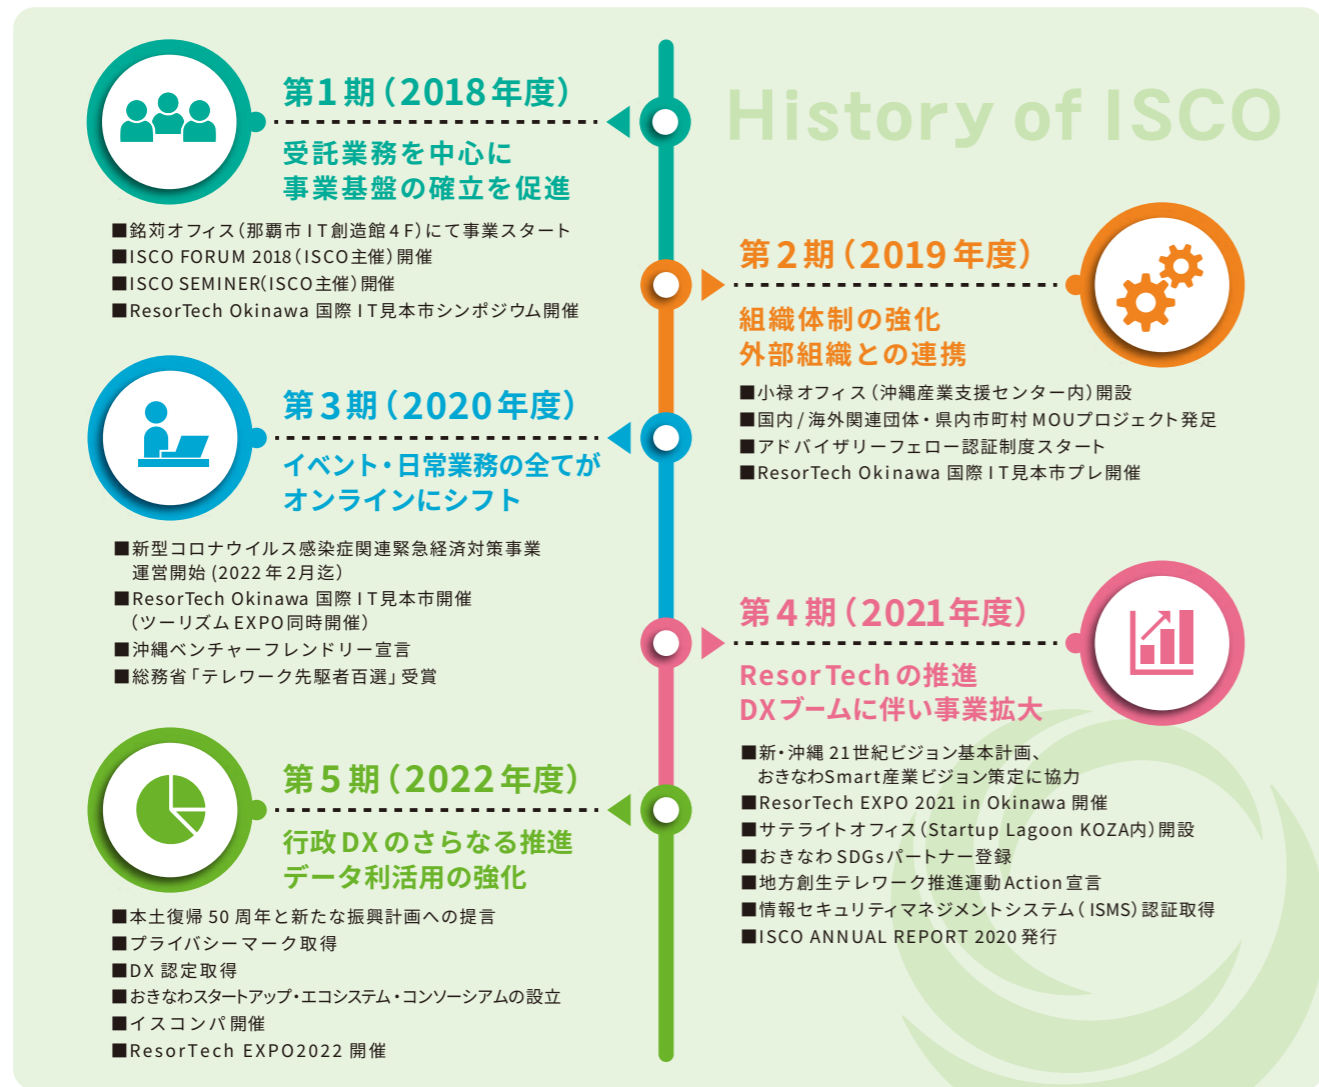 History of ISCO
第1期（2018年度）
受託業務を中心に
事業基盤の確立を促進
■銘苅オフィス（那覇市IT創造館4F）にて事業スタート
■ISCO FORUM 2018（ISCO主催）開催
■ISCO SEMINER（ISCO主催）開催
■ResorTech Okinawa 国際IT見本市シンポジウム開催
第2期（2019年度）
組織体制の強化
外部組織との連携
■小禄オフィス（沖縄産業支援センター内）開設
■国内/海外関連団体・県内市町村MOUプロジェクト発足
■アドバイザリーフェロー認証制度スタート
■ResorTech Okinawa 国際IT見本市プレ開催
第3期（2020年度）
イベント・日常業務の全てが
オンラインにシフト
■新型コロナウイルス感染症関連緊急経済対策事業
運営開始 (2022年2月迄)
■ResorTech Okinawa 国際IT見本市開催
（ツーリズムEXPO同時開催）
■沖縄ベンチャーフレンドリー宣言
■総務省「テレワーク先駆者百選」受賞
第4期（2021年度）
ResorTechの推進
DXブームに伴い事業拡大
■新・沖縄21世紀ビジョン基本計画、
おきなわSmart産業ビジョン策定に協力
■ResorTech EXPO 2021 in Okinawa 開催
■サテライトオフィス（Startup Lagoon KOZA内）開設
■おきなわSDGsパートナー登録
■地方創生テレワーク推進運動Action宣言
■情報セキュリティマネジメントシステム（ISMS）認証取得
■ISCO ANNUAL REPORT 2020発行
第5期（2022年度）
行政DXのさらなる推進
データ利活用の強化
■本土復帰50周年と新たな振興計画への提言
■プライバシーマーク取得
■DX認定取得
■おきなわスタートアップ・エコシステム・コンソーシアムの設立
■イスコンパ開催
■ResorTech EXPO2022 開催